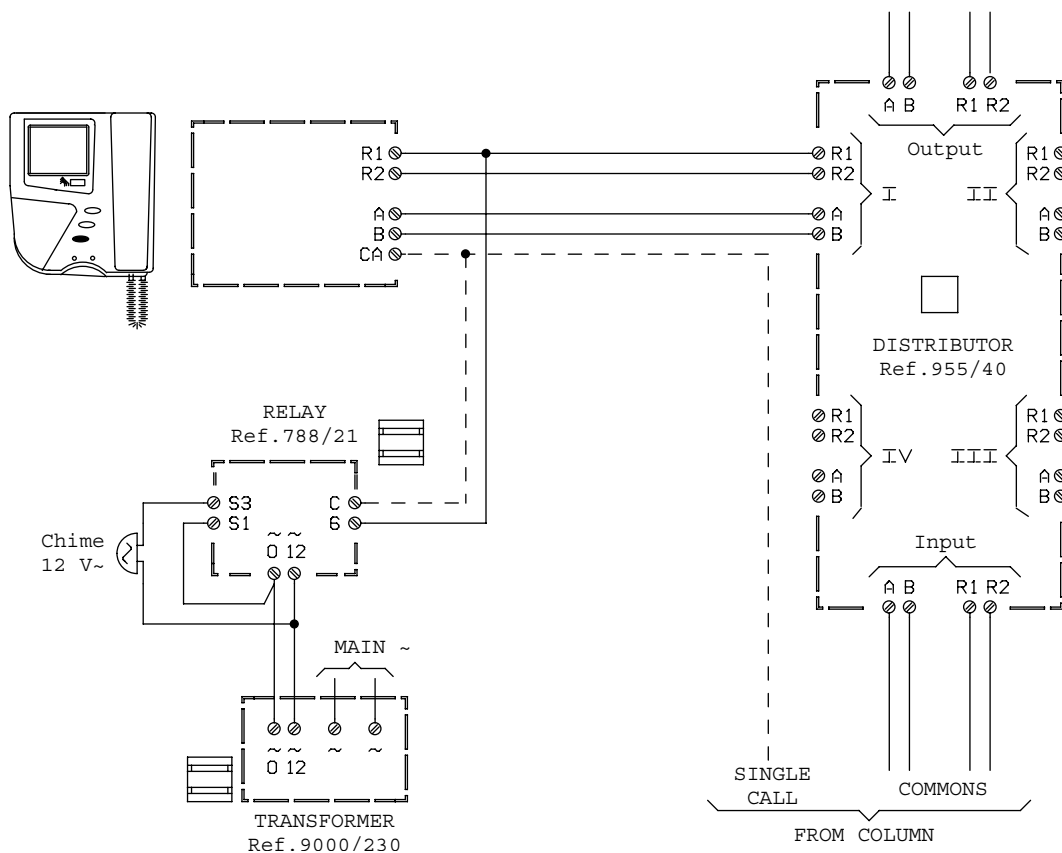 A B R1 R2
Output
R1
R2
A
B
CA
R1
R2
A
B
I
II
R1
R2
A
B
DISTRIBUTOR
Ref.955/40
RELAY
Ref.788/21
S3
S1
C
6
~ ~
0 12
Chime
12 V~
R1
R2
A
B
IV
III
R1
R2
A
B
Input
A B R1 R2
MAIN ~
~ ~ ~ ~
0 12
TRANSFORMER
Ref.9000/230
SINGLE
CALL
COMMONS
FROM COLUMN